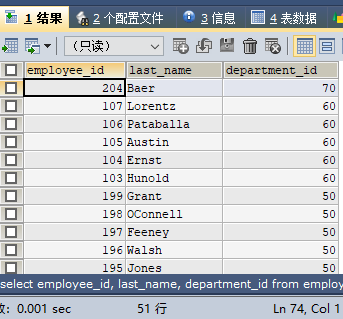 1 结果 2 个配置文件 3 信息 4 表数据
（只读）
employee_id last_name department_id
204 Baer 70
107 Lorentz 60
106 Pataballa 60
105 Austin 60
104 Ernst 60
103 Hunold 60
199 Grant 50
198 OConnell 50
197 Feeney 50
196 Walsh 50
195 Jones 50
select employee_id, last_name, department_id from employ
: 0.001 sec 51 行 Ln 74, Col 1